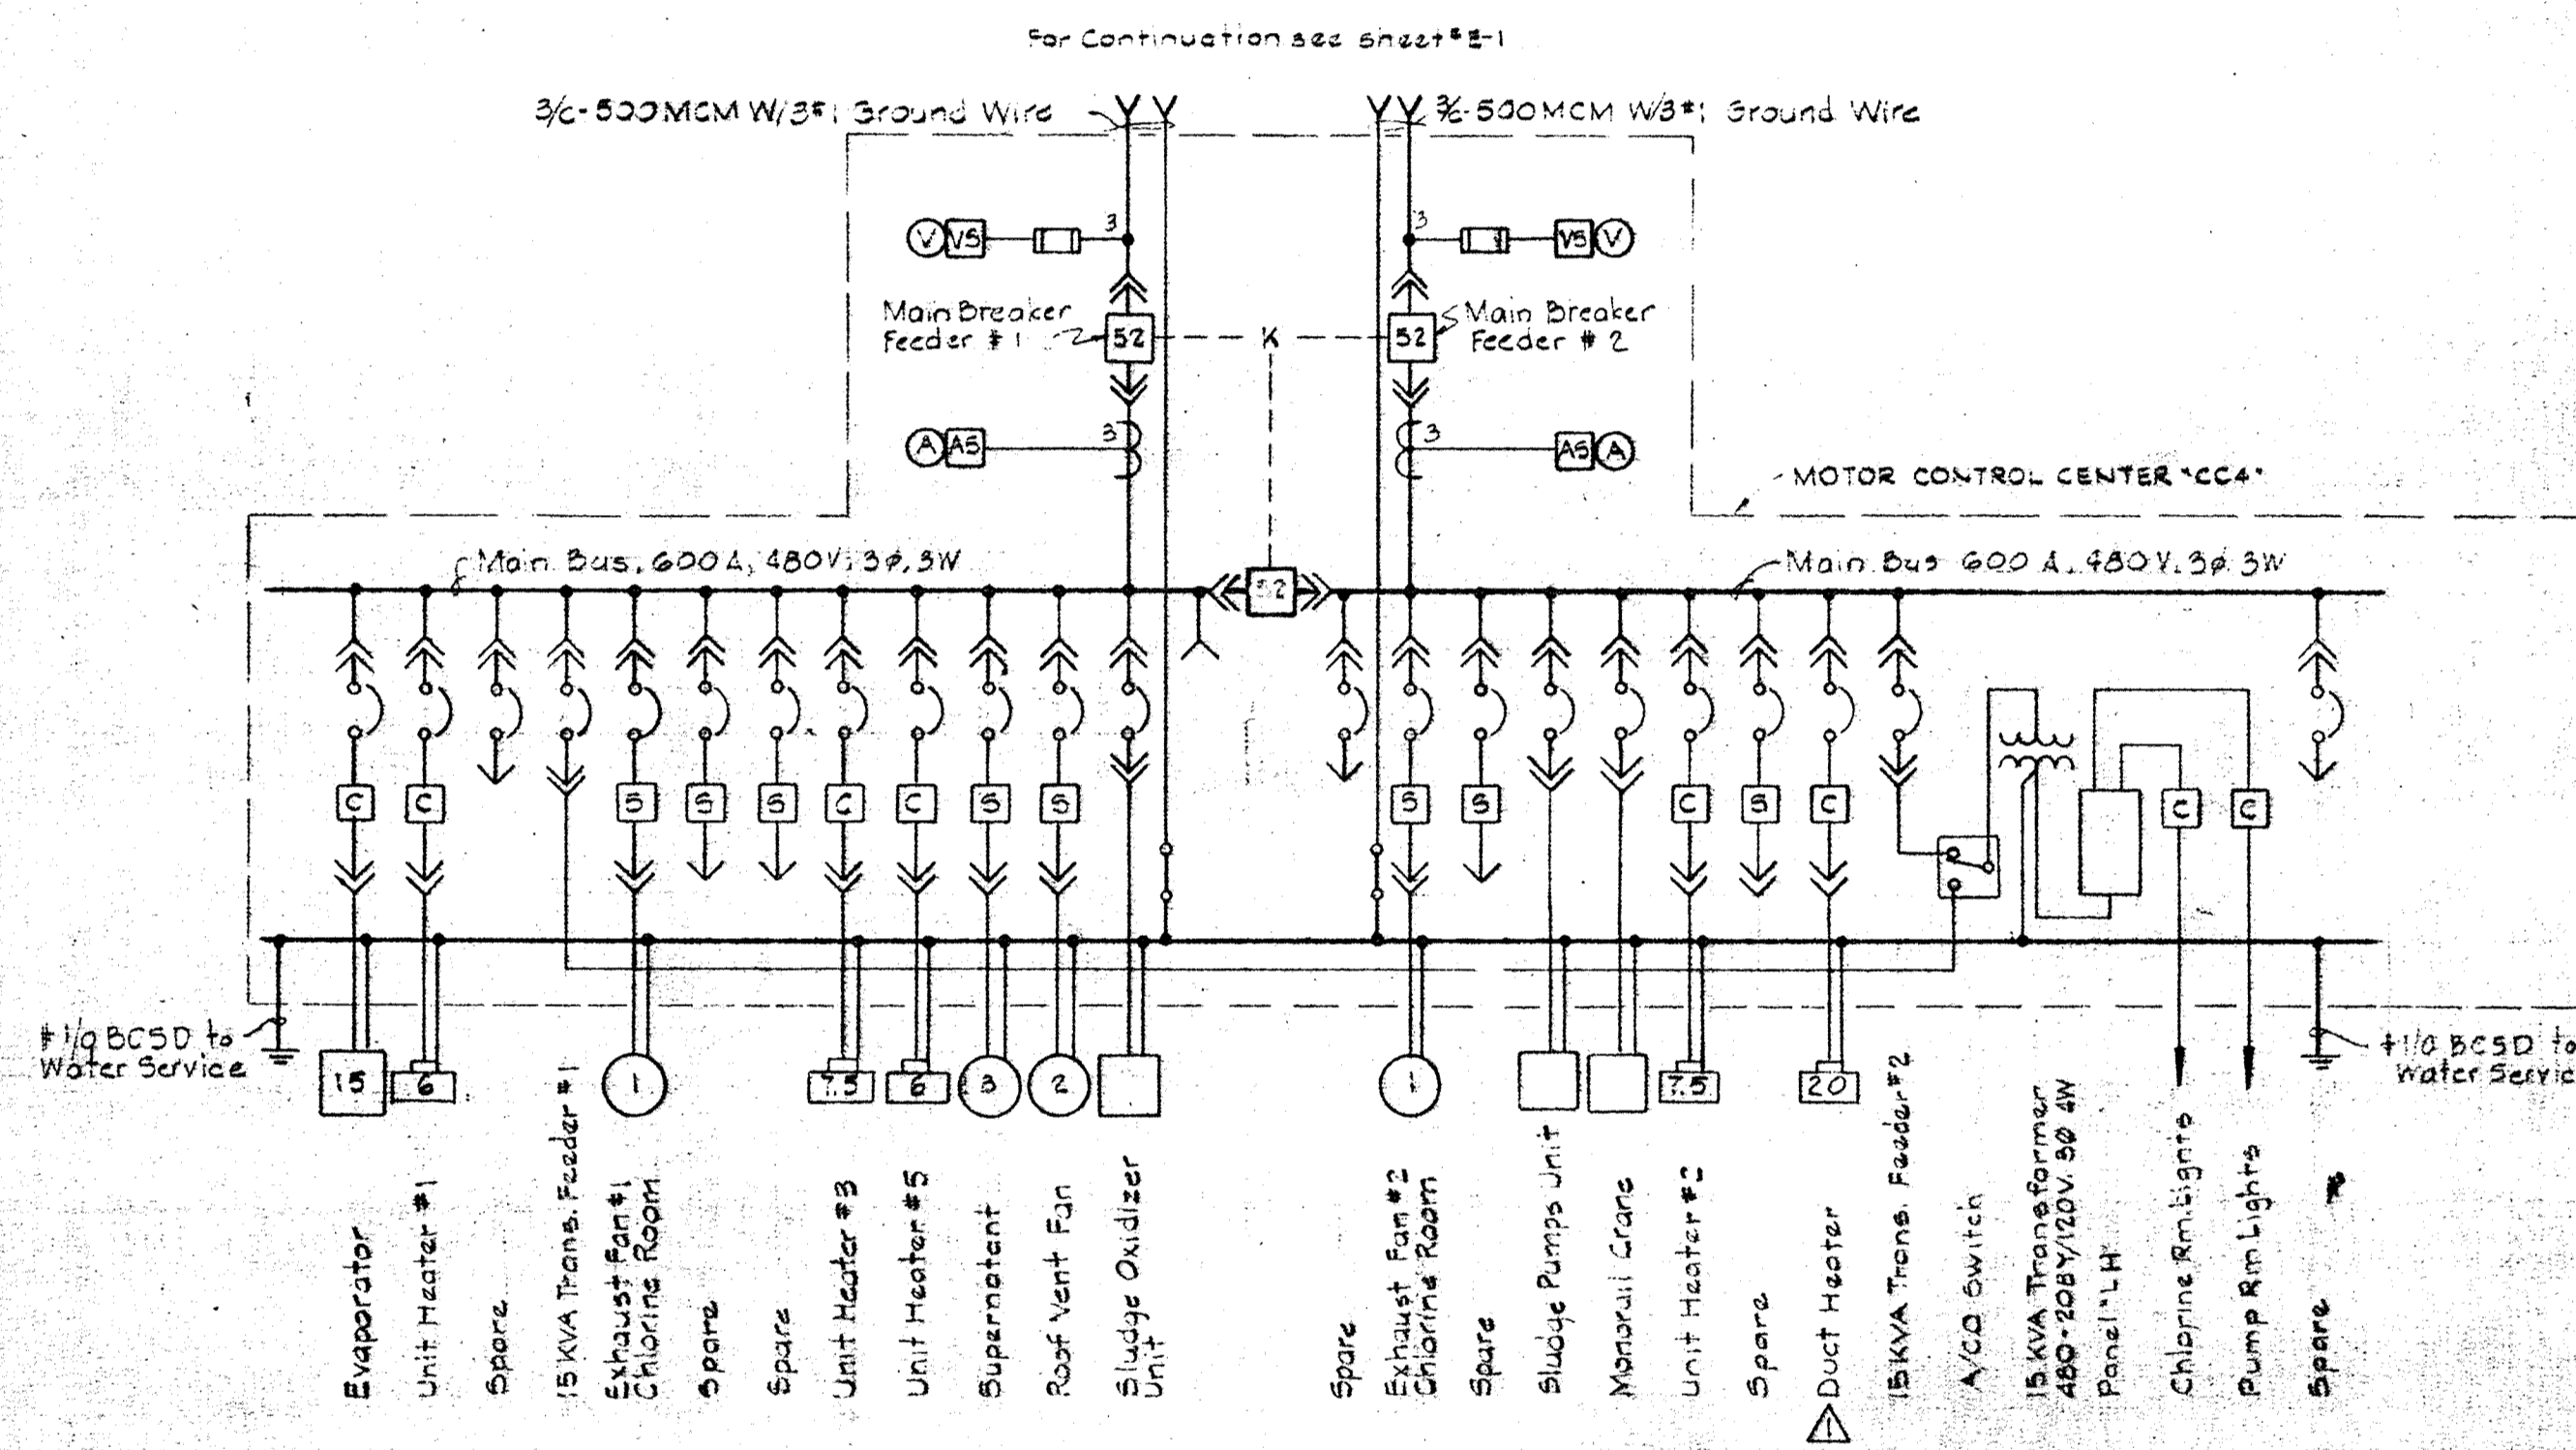 For Continuation see sheet #E-1
3/c-500 MCM W/3#1 Ground Wire
3/c-500 MCM W/3#1 Ground Wire
V VS 3
3 VS V
Main Breaker
Feeder #1
52
K
52
Main Breaker
Feeder #2
A AS 3
3 AS A
MOTOR CONTROL CENTER "CC4"
Main Bus, 600 A, 480V, 3ø, 3W
52
Main Bus 600 A, 480V, 3ø, 3W
C C S S S C C S S S S C S C C C
#1/0 BCSD to
Water Service
15 6 1 7.5 6 3 2 1 7.5 20
#1/0 BCSD to
Water Servic
Evaporator
Unit Heater #1
Spare
15 KVA Trans. Feeder #1
Exhaust Fan #1
Chlorine Room
Spare
Spare
Unit Heater #3
Unit Heater #5
Supernatent
Roof Vent Fan
Sludge Oxidizer
Unit
Spare
Exhaust Fan #2
Chlorine Room
Spare
Sludge Pumps Unit
Monorail Crane
Unit Heater #2
Spare
Duct Heater
1
15 KVA Trans. Feeder #2
A/CO Switch
15 KVA Transformer
480-208Y/120V. 3ø 4W
Panel "LH"
Chlorine Rm. Lights
Pump Rm Lights
Spare